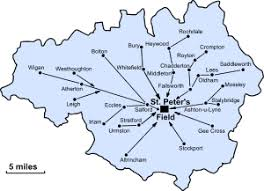 Rochdale
Bury
Heywood
Royton
Bolton
Crompton
Chadderton
Whitefield
Middleton
Lees
Saddleworth
Wigan
Westhoughton
Oldham
Failsworth
Atherton
Mossley
Leigh
Eccles
Salford
St. Peter's
Field
Ashton-u-Lyne
Stalybridge
Irlam
Stretford
Urmston
Gee Cross
Stockport
Altrincham
5 miles